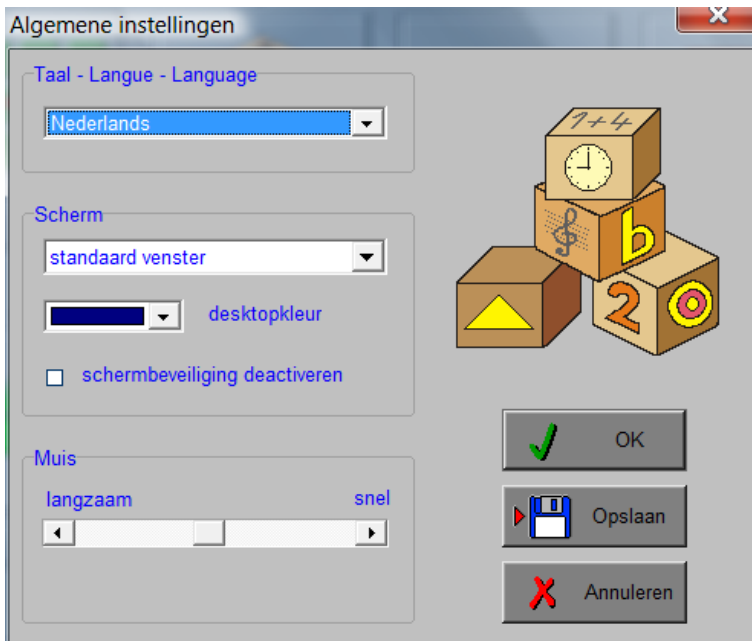 Algemene instellingen
Taal - Langue - Language
Nederlands
Scherm
standaard venster
desktopkleur
schermbeveiliging deactiveren
Muis
langzaam snel
1+4
b
2
OK
Opslaan
Annuleren